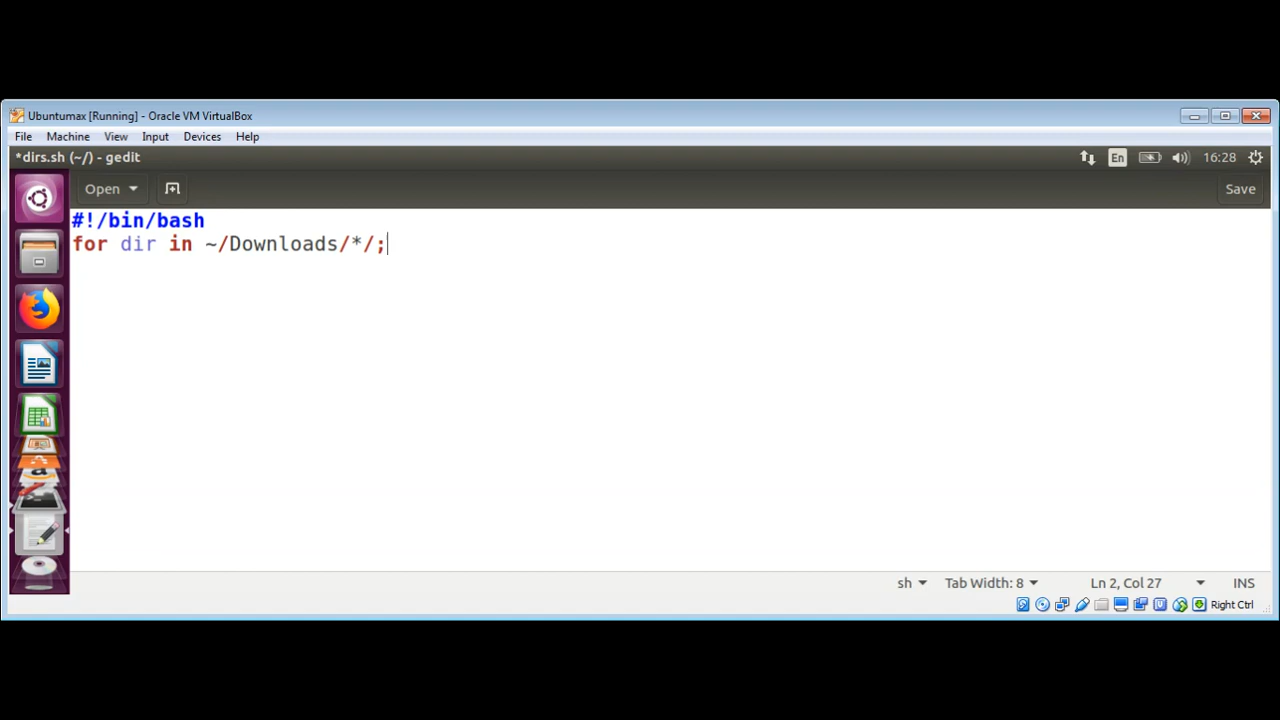 Ubuntumax [Running] - Oracle VM VirtualBox
File Machine View Input Devices Help
*dirs.sh (~/) - gedit
En
16:28
Open
Save
#!/bin/bash
for dir in ~/Downloads/*/;
sh
Tab Width: 8
Ln 2, Col 27
INS
Right Ctrl